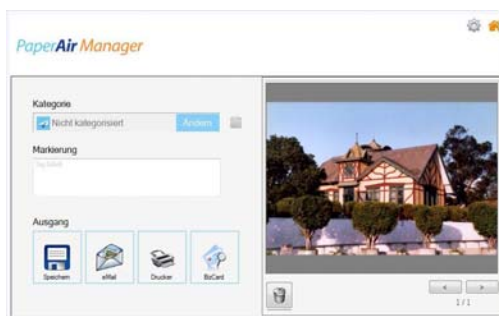 PaperAir Manager
Kategorie
Nicht kategorisiert
Ändern
Markierung
Ausgang
Speichern
eMail
Drucker
BizCard
< >
1 / 1